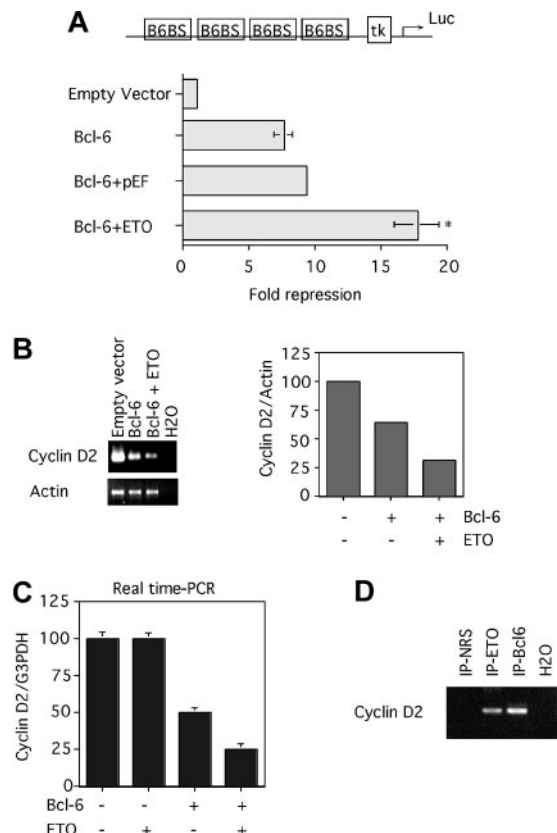 A
B6BS B6BS B6BS B6BS tk Luc
Empty Vector
Bcl-6
Bcl-6+pEF
Bcl-6+ETO
*
0 5 10 15 20
Fold repression
B
Empty vector
Bcl-6
Bcl-6 + ETO
H2O
Cyclin D2
Actin
Cyclin D2/Actin
125
100
75
50
25
0
- + + Bcl-6
- - + ETO
C
Real time-PCR
Cyclin D2/G3PDH
125
100
75
50
25
0
Bcl-6 - - + +
ETO - + - +
D
IP-NRS
IP-ETO
IP-Bcl6
H2O
Cyclin D2